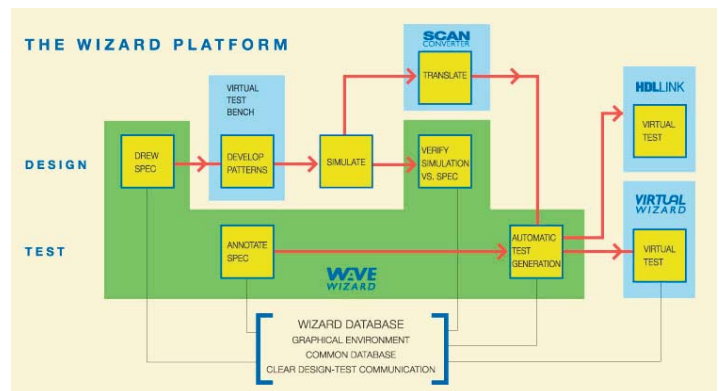 THE WIZARD PLATFORM
SCAN
CONVERTER
TRANSLATE
HDLLINK
VIRTUAL
TEST
VIRTUAL
TEST
BENCH
DESIGN
DREW
SPEC
DEVELOP
PATTERNS
SIMULATE
VERIFY
SIMULATION
VS. SPEC
VIRTUAL
WIZARD
VIRTUAL
TEST
TEST
ANNOTATE
SPEC
AUTOMATIC
TEST
GENERATION
WAVE
WIZARD
WIZARD DATABASE
GRAPHICAL ENVIRONMENT
COMMON DATABASE
CLEAR DESIGN-TEST COMMUNICATION